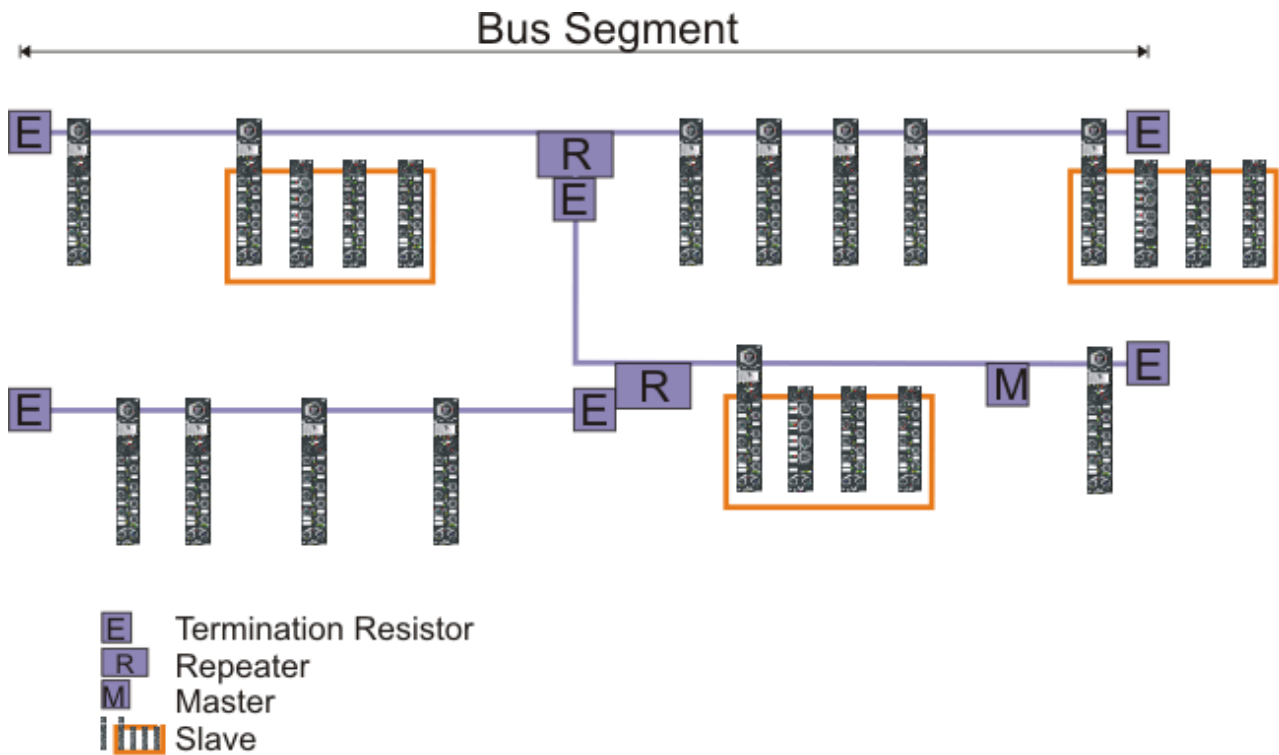 Bus Segment
E
E
R
E
E
R
M
E
E
E Termination Resistor
R Repeater
M Master
Slave